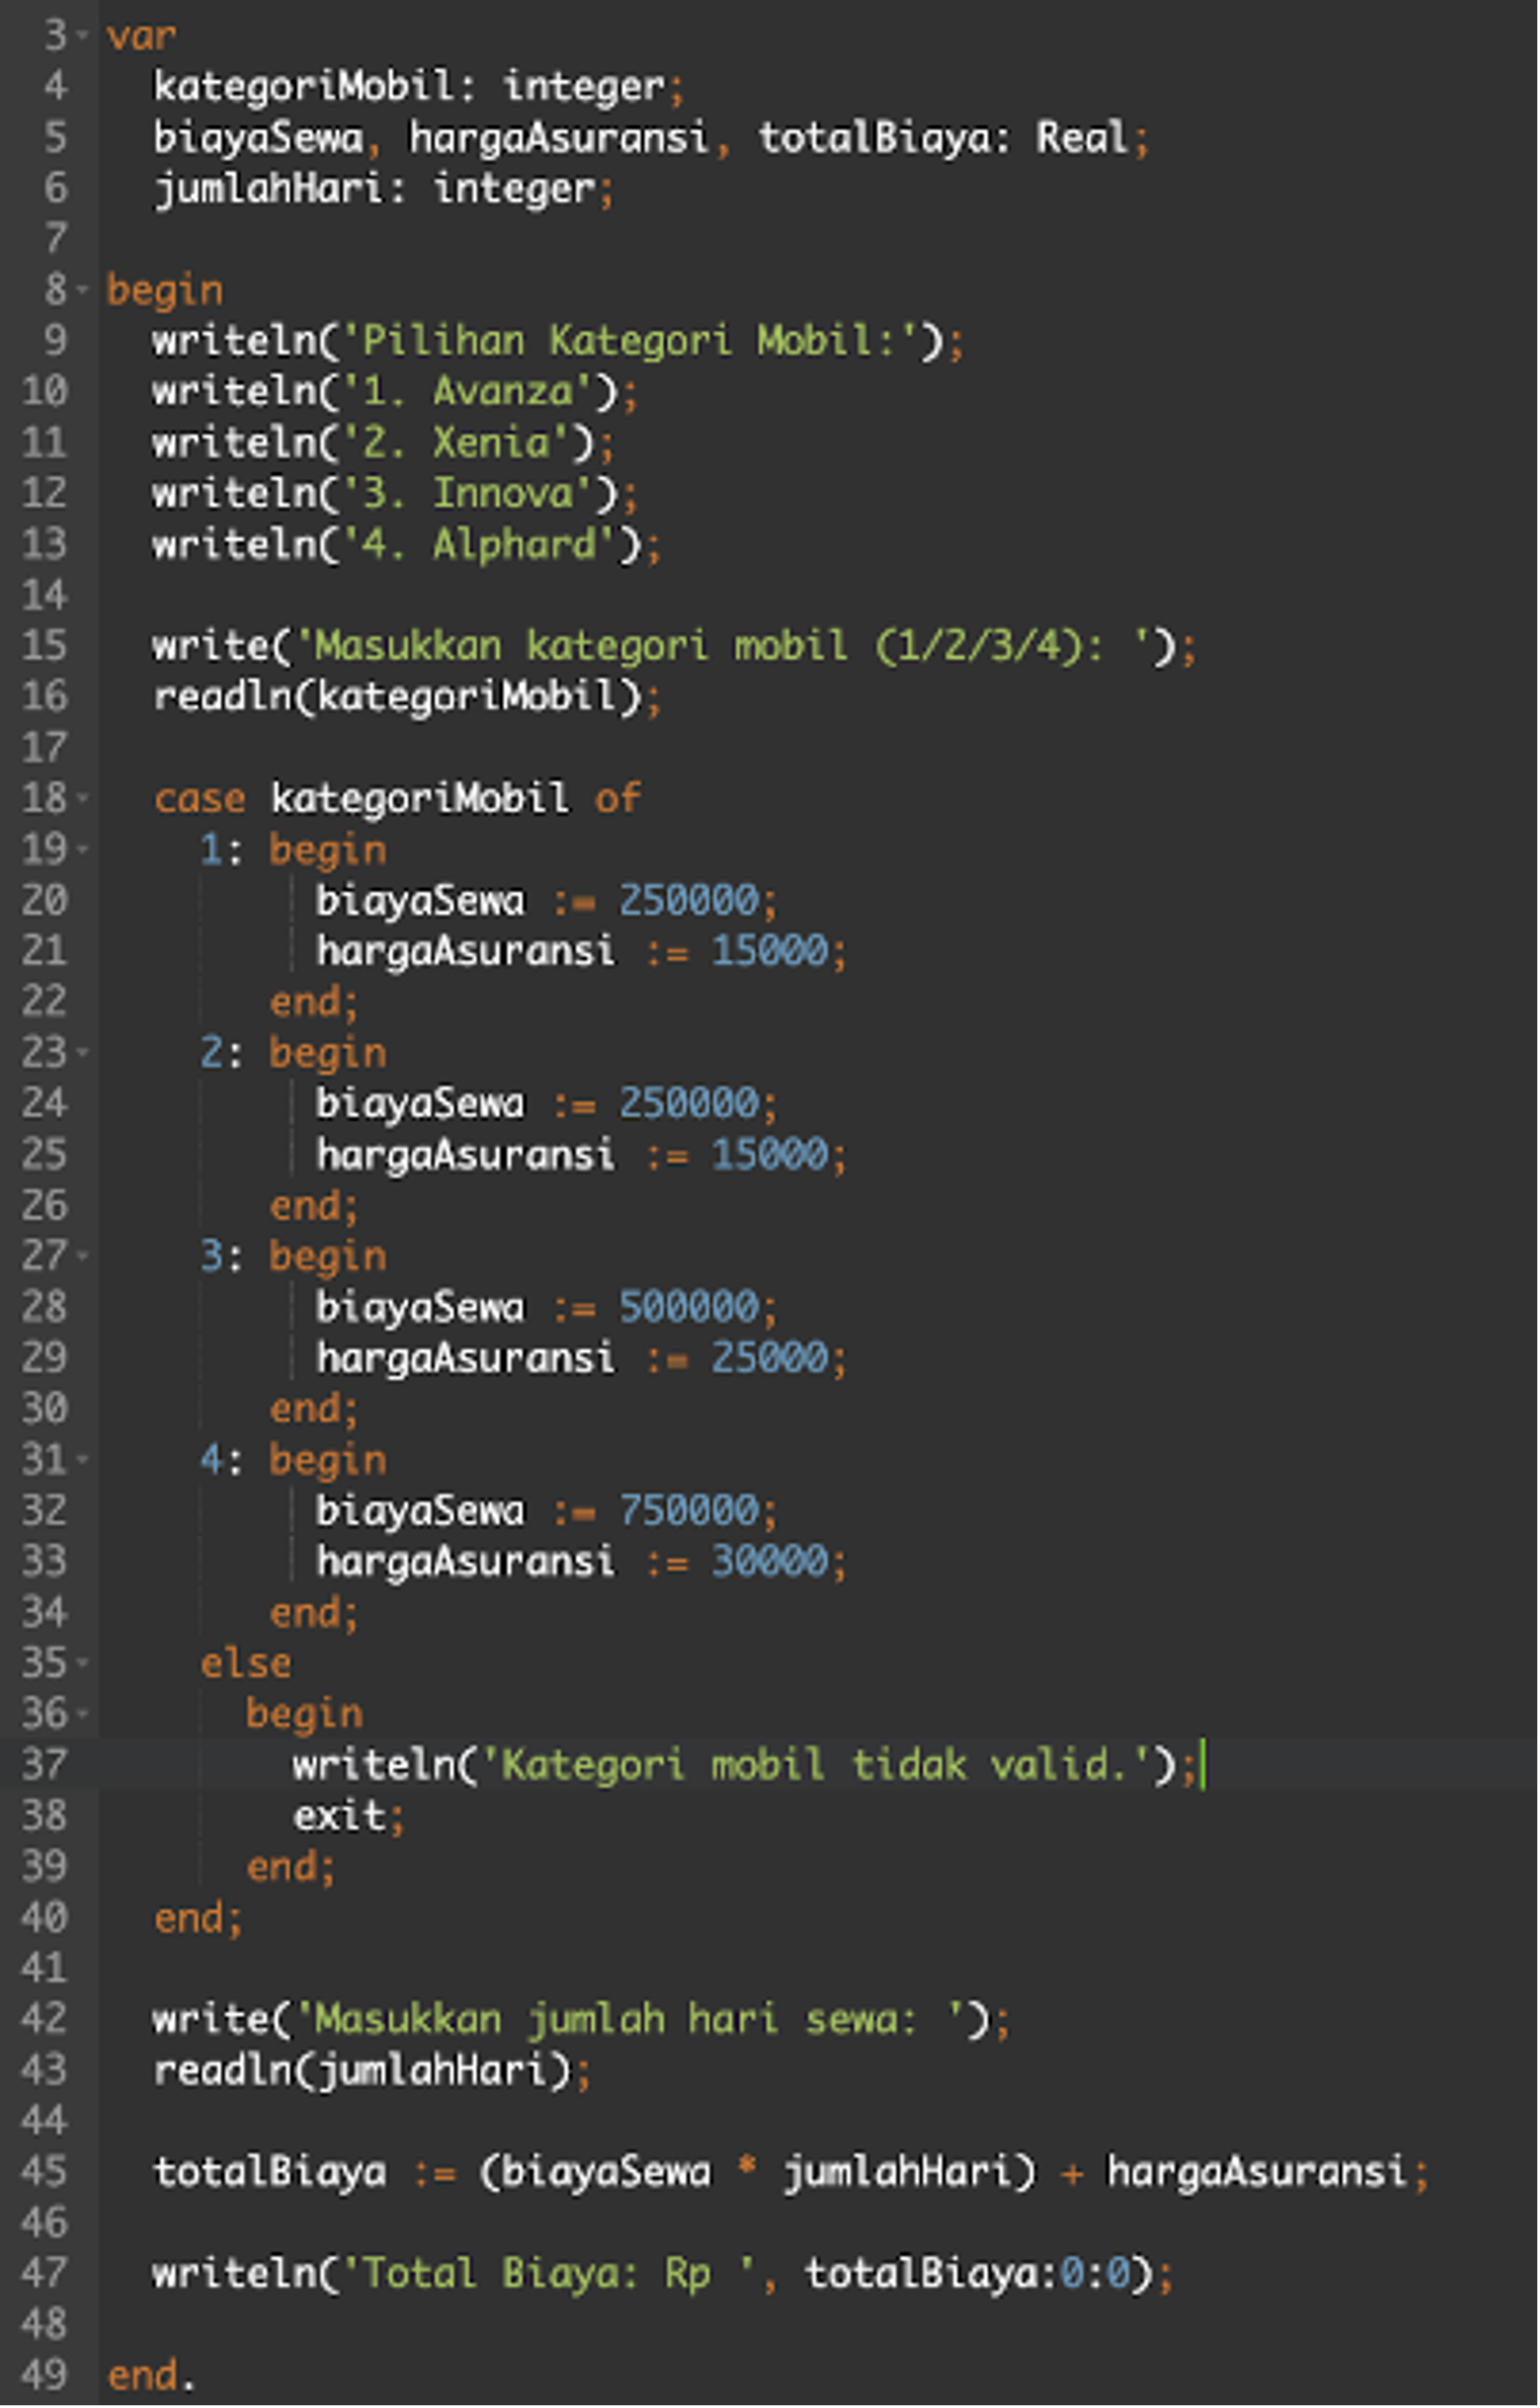 3 var
4 kategoriMobil: integer;
5 biayaSewa, hargaAsuransi, totalBiaya: Real;
6 jumlahHari: integer;
7
8 begin
9 writeln('Pilihan Kategori Mobil:');
10 writeln('1. Avanza');
11 writeln('2. Xenia');
12 writeln('3. Innova');
13 writeln('4. Alphard');
14
15 write('Masukkan kategori mobil (1/2/3/4): ');
16 readln(kategoriMobil);
17
18 case kategoriMobil of
19 1: begin
20 biayaSewa := 250000;
21 hargaAsuransi := 15000;
22 end;
23 2: begin
24 biayaSewa := 250000;
25 hargaAsuransi := 15000;
26 end;
27 3: begin
28 biayaSewa := 500000;
29 hargaAsuransi := 25000;
30 end;
31 4: begin
32 biayaSewa := 750000;
33 hargaAsuransi := 30000;
34 end;
35 else
36 begin
37 writeln('Kategori mobil tidak valid.');
38 exit;
39 end;
40 end;
41
42 write('Masukkan jumlah hari sewa: ');
43 readln(jumlahHari);
44
45 totalBiaya := (biayaSewa * jumlahHari) + hargaAsuransi;
46
47 writeln('Total Biaya: Rp ', totalBiaya:0:0);
48
49 end.